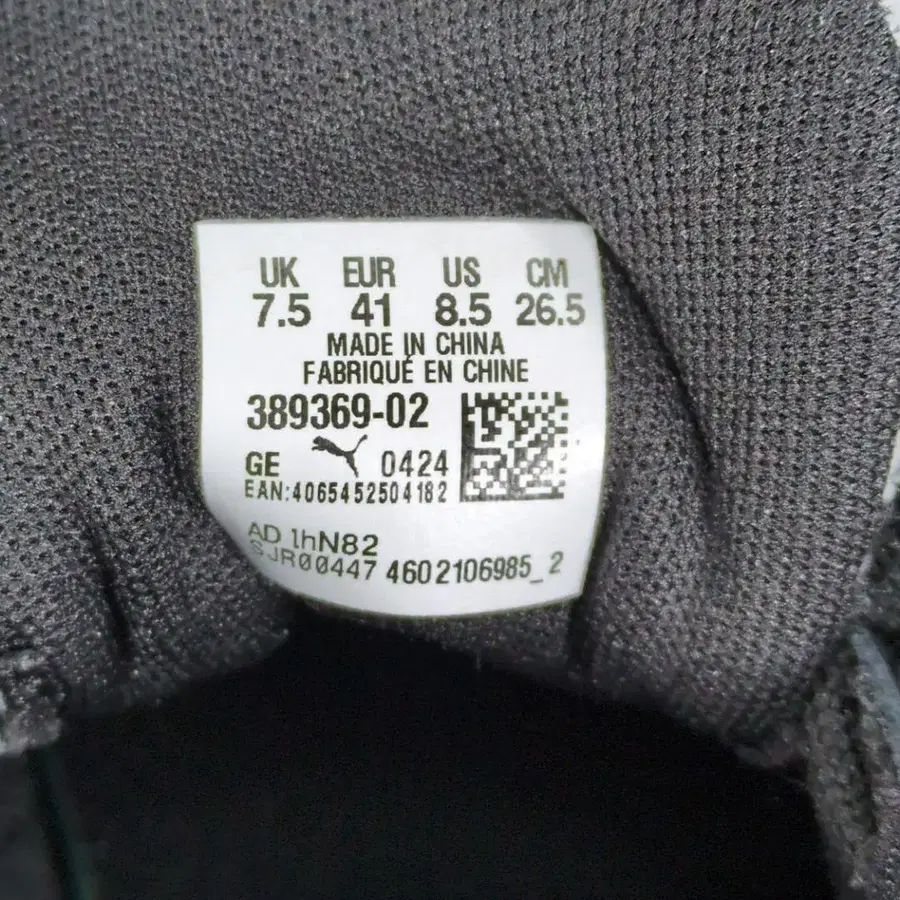 UK EUR US CM
7.5 41 8.5 26.5
MADE IN CHINA
FABRIQUÉ EN CHINE
389369-02
GE 0424
EAN:4065452504182
AD 1hN82
SJR00447 4602106985_2